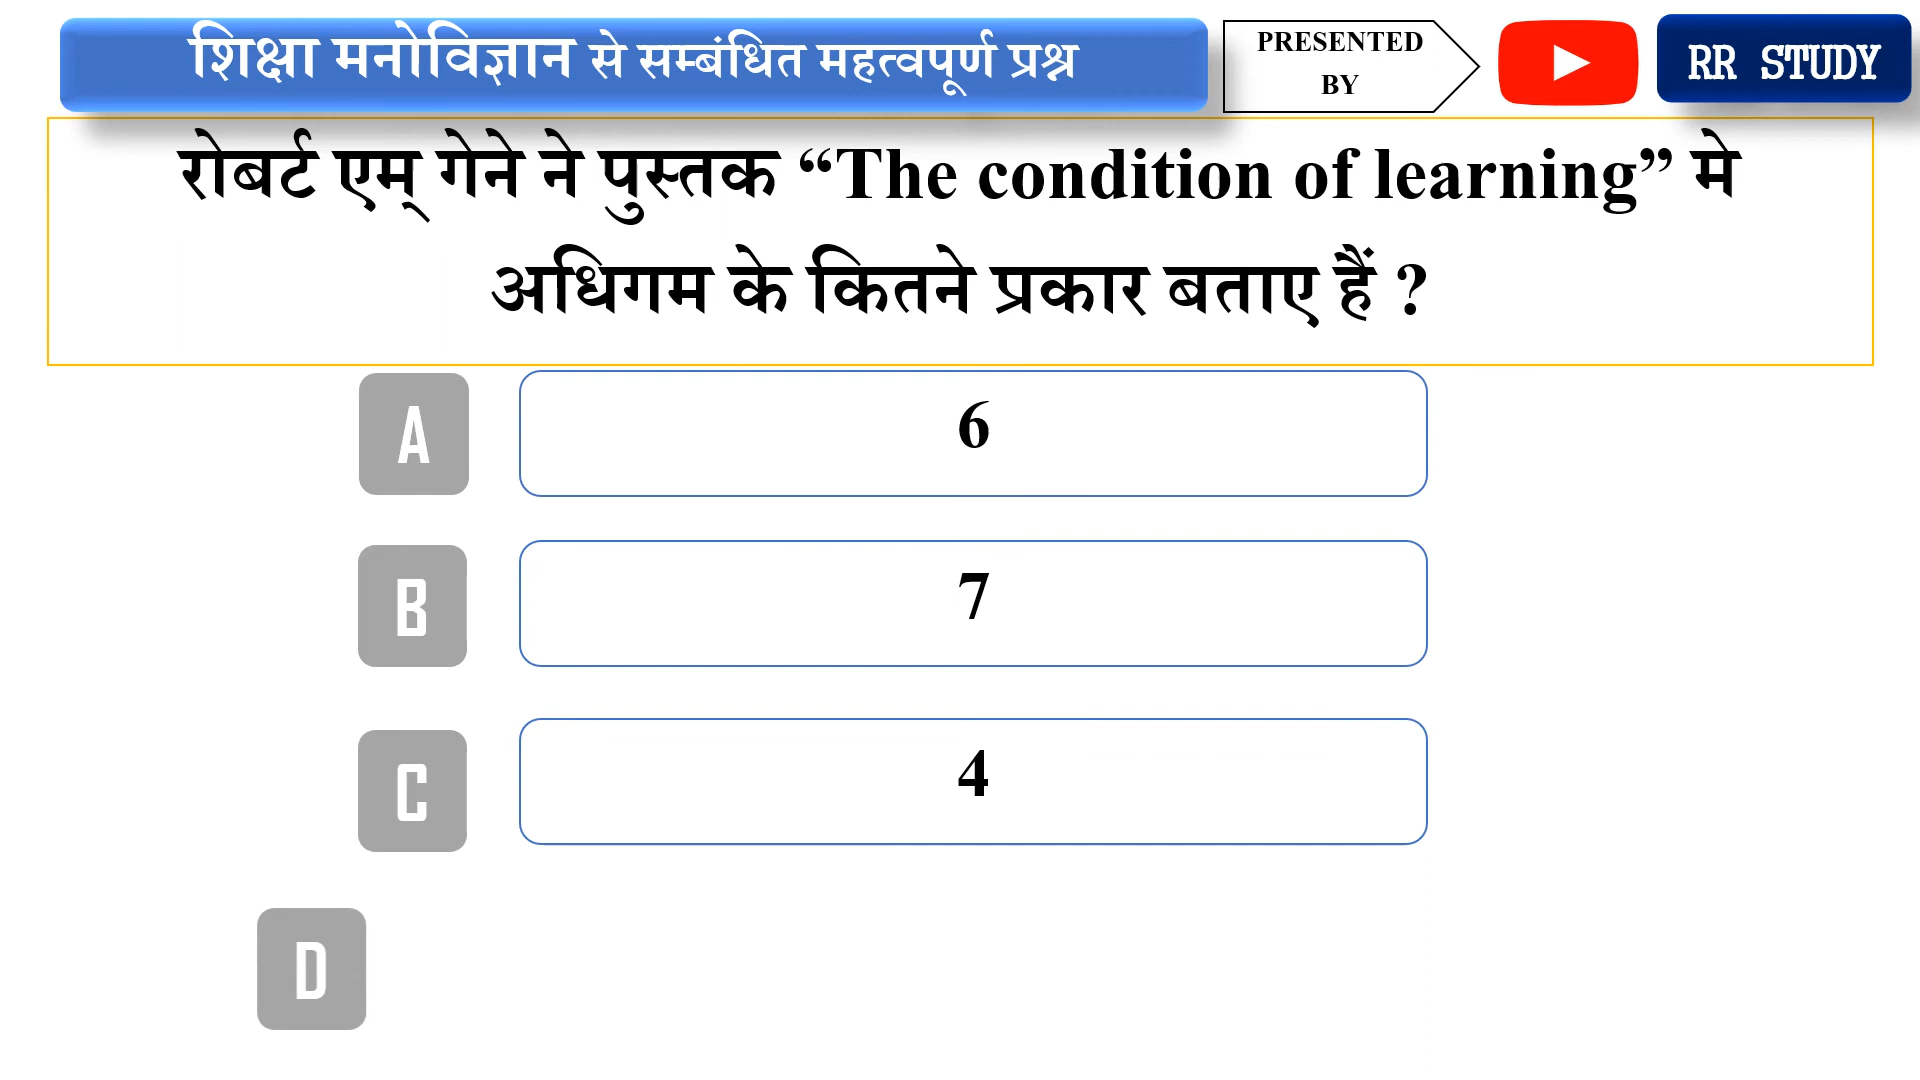 शिक्षा मनोविज्ञान से सम्बंधित महत्वपूर्ण प्रश्न
PRESENTED
BY
RR STUDY
रोबर्ट एम् गेने ने पुस्तक “The condition of learning” मे
अधिगम के कितने प्रकार बताए हैं ?
A
6
B
7
C
4
D